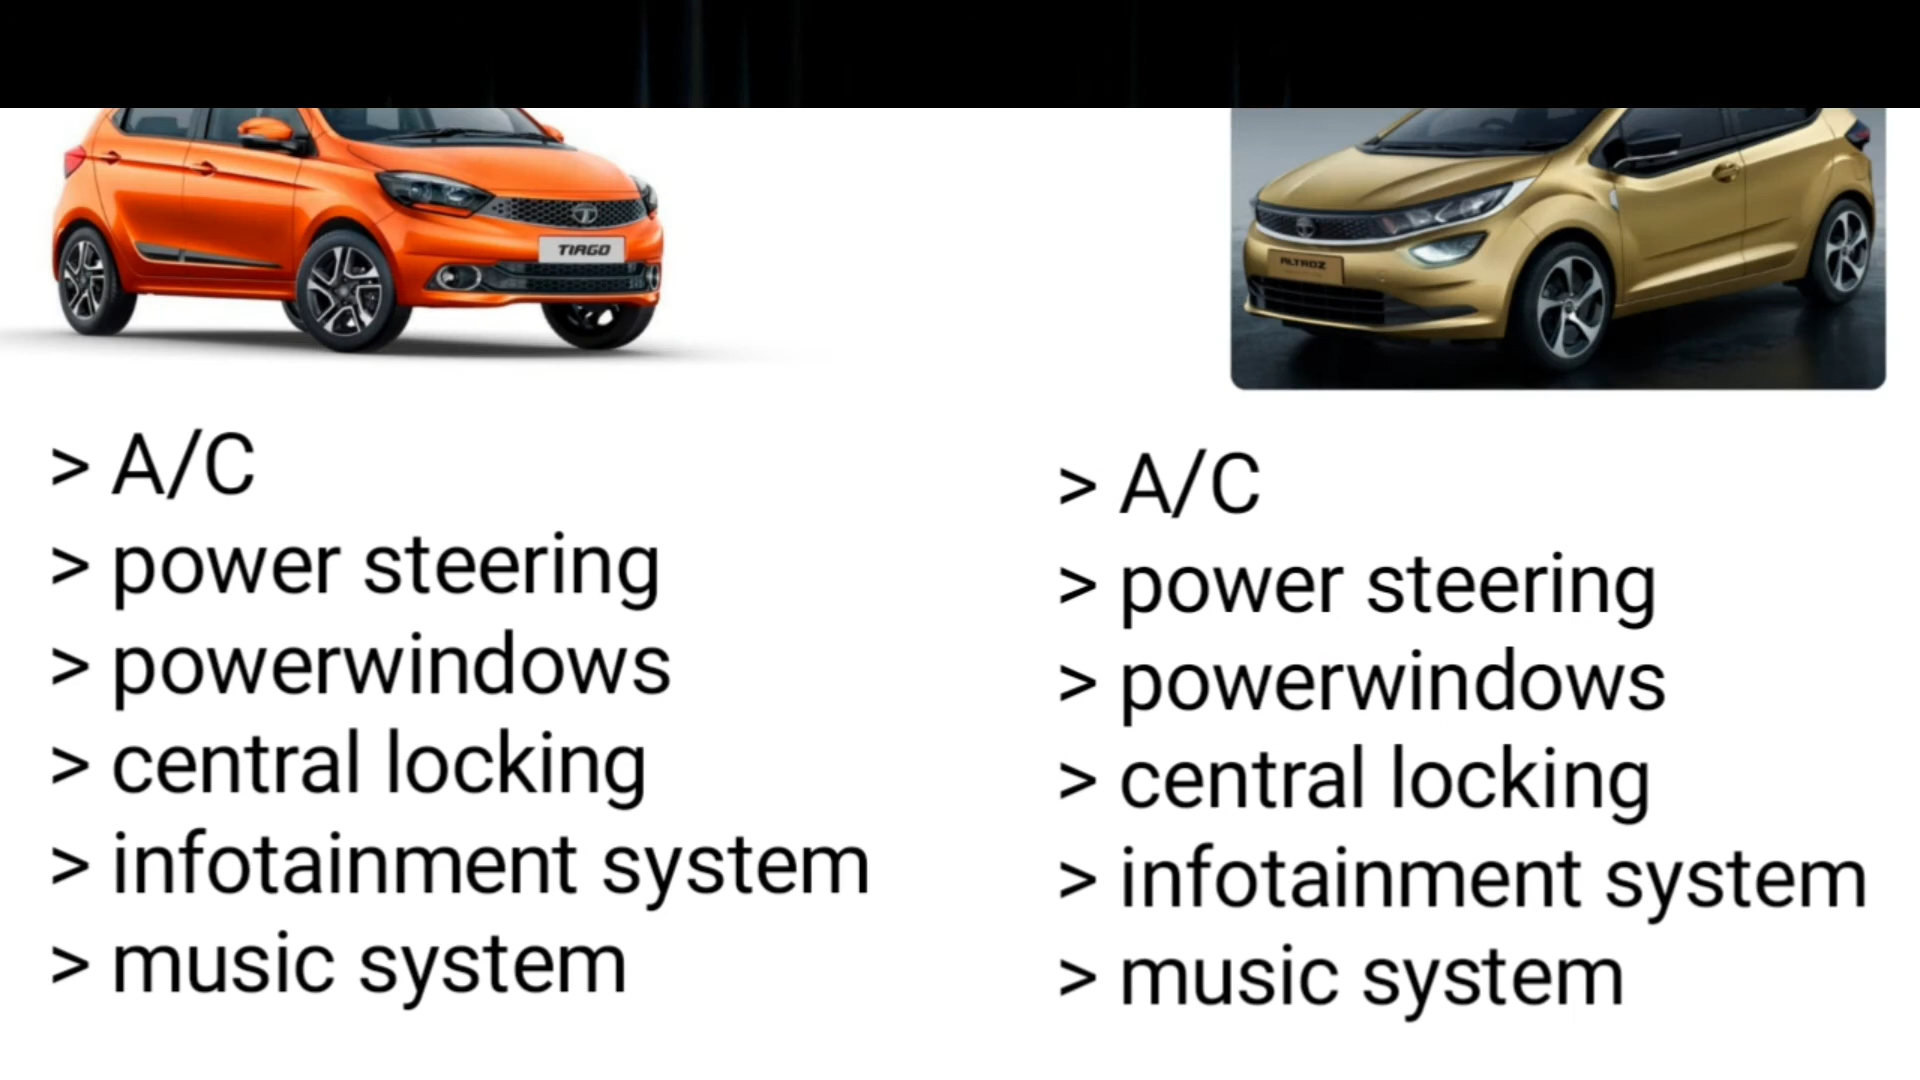 TIAGO
ALTROZ
> A/C
> power steering
> powerwindows
> central locking
> infotainment system
> music system
> A/C
> power steering
> powerwindows
> central locking
> infotainment system
> music system